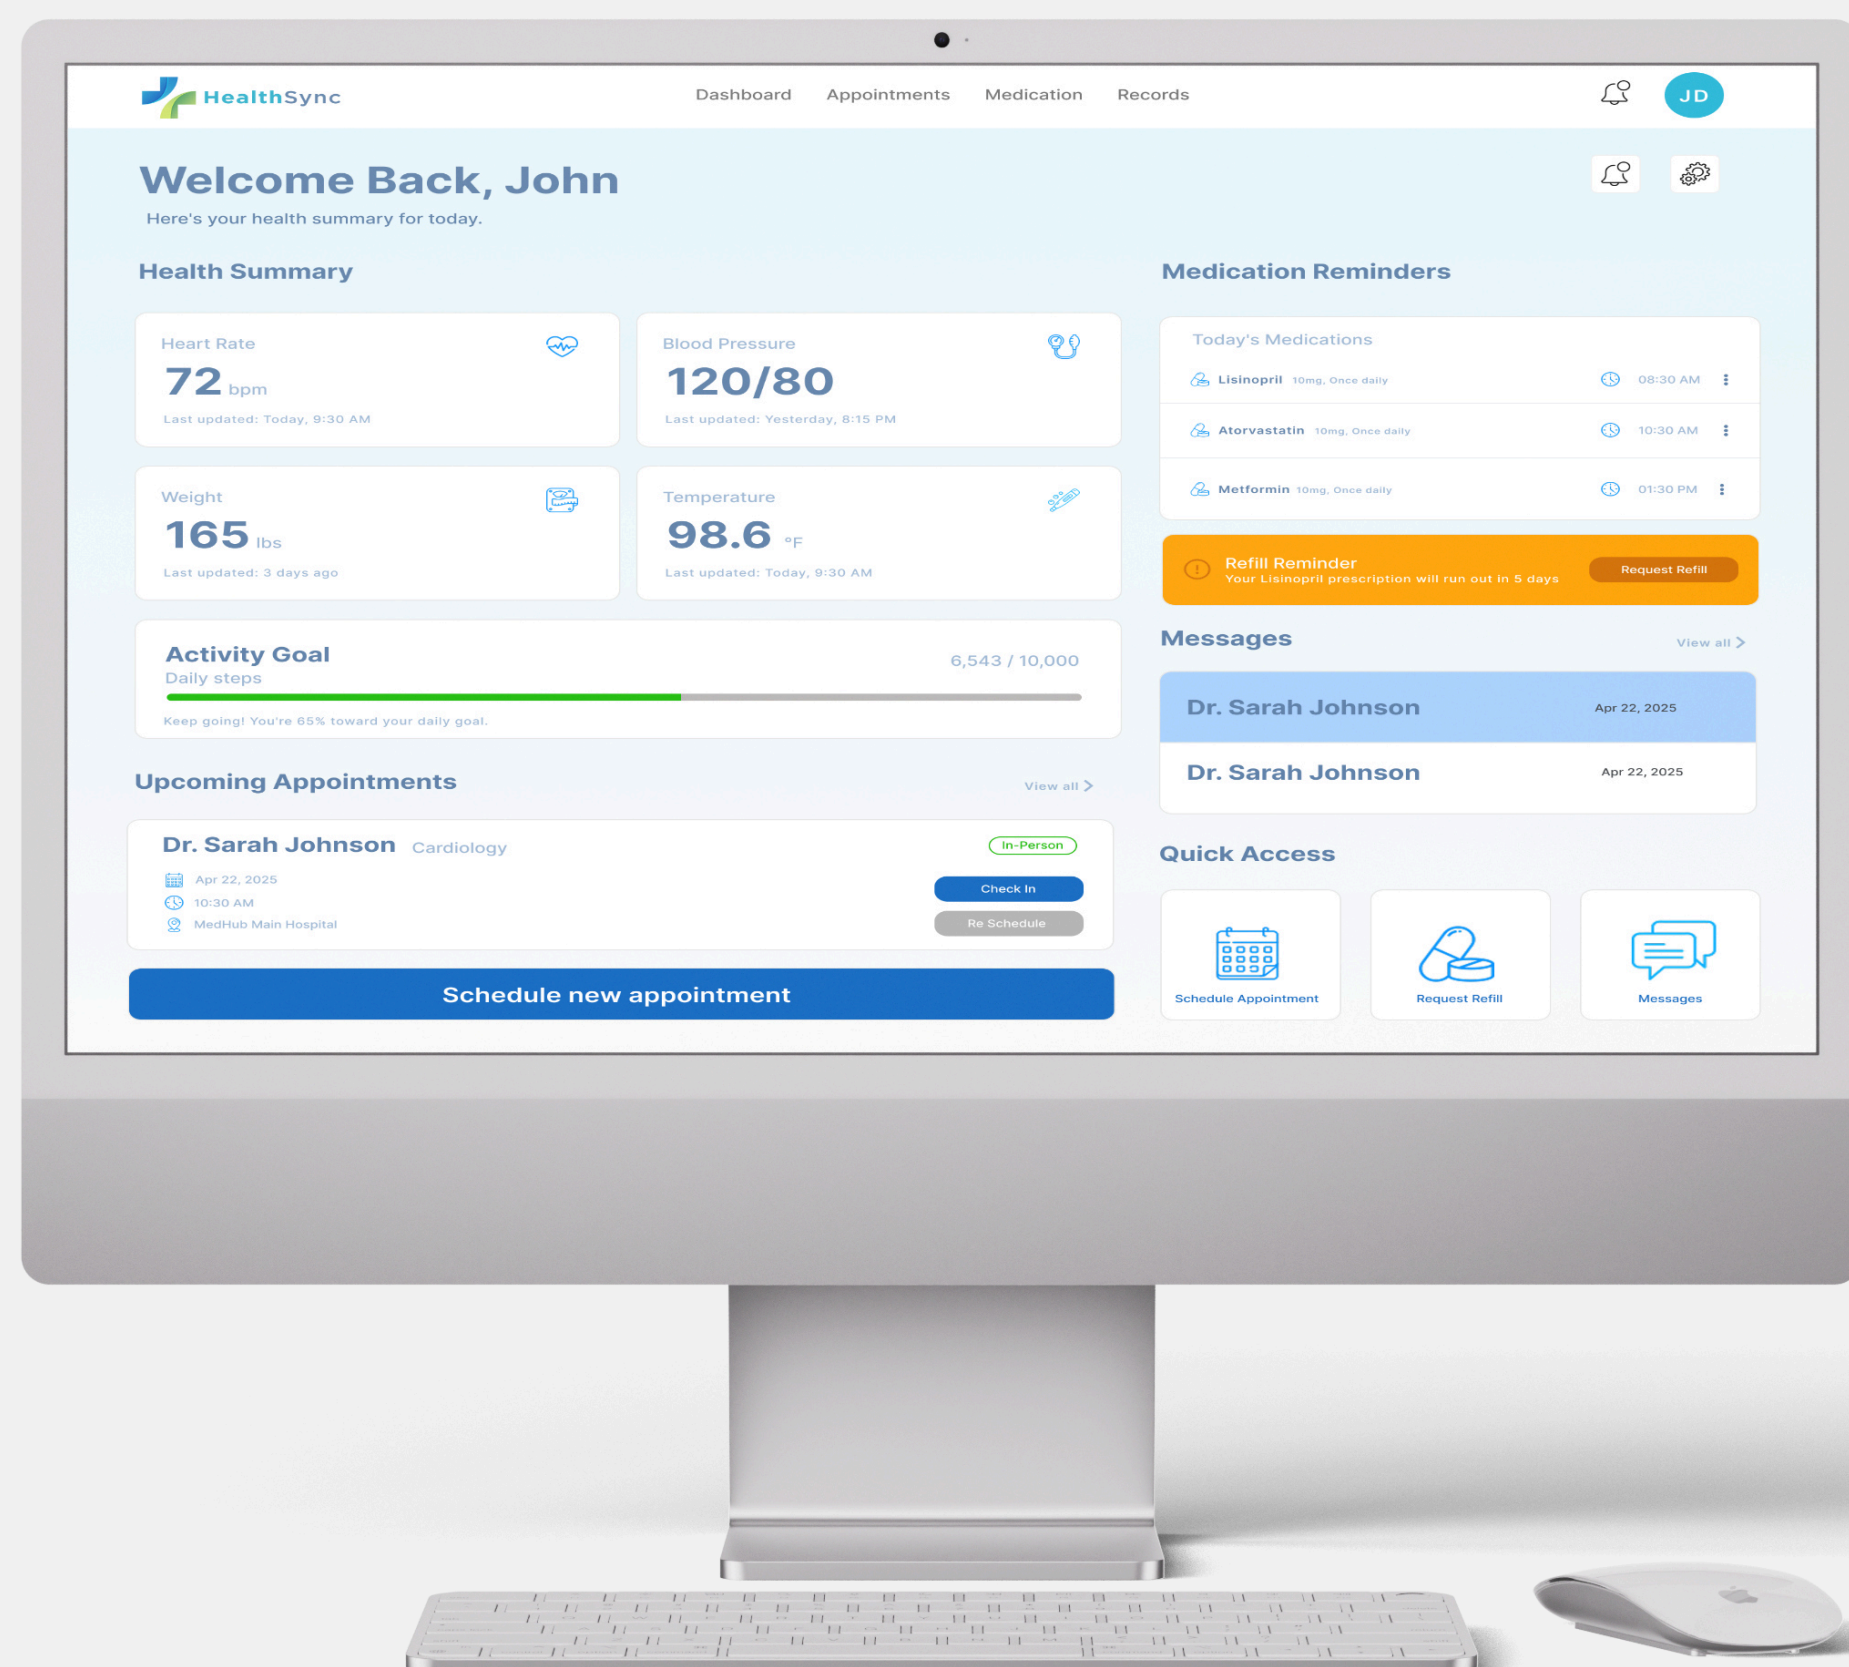 HealthSync
Dashboard Appointments Medication Records
JD
Welcome Back, John
Here's your health summary for today.
Health Summary
Heart Rate
72 bpm
Last updated: Today, 9:30 AM
Blood Pressure
120/80
Last updated: Yesterday, 8:15 PM
Weight
165 lbs
Last updated: 3 days ago
Temperature
98.6 °F
Last updated: Today, 9:30 AM
Activity Goal
Daily steps
6,543 / 10,000
Keep going! You're 65% toward your daily goal.
Upcoming Appointments
View all >
Dr. Sarah Johnson Cardiology
In-Person
Apr 22, 2025
10:30 AM
MedHub Main Hospital
Check In
Re Schedule
Schedule new appointment
Medication Reminders
Today's Medications
Lisinopril 10mg, Once daily 08:30 AM
Atorvastatin 10mg, Once daily 10:30 AM
Metformin 10mg, Once daily 01:30 PM
Refill Reminder
Your Lisinopril prescription will run out in 5 days
Request Refill
Messages
View all >
Dr. Sarah Johnson Apr 22, 2025
Dr. Sarah Johnson Apr 22, 2025
Quick Access
Schedule Appointment
Request Refill
Messages